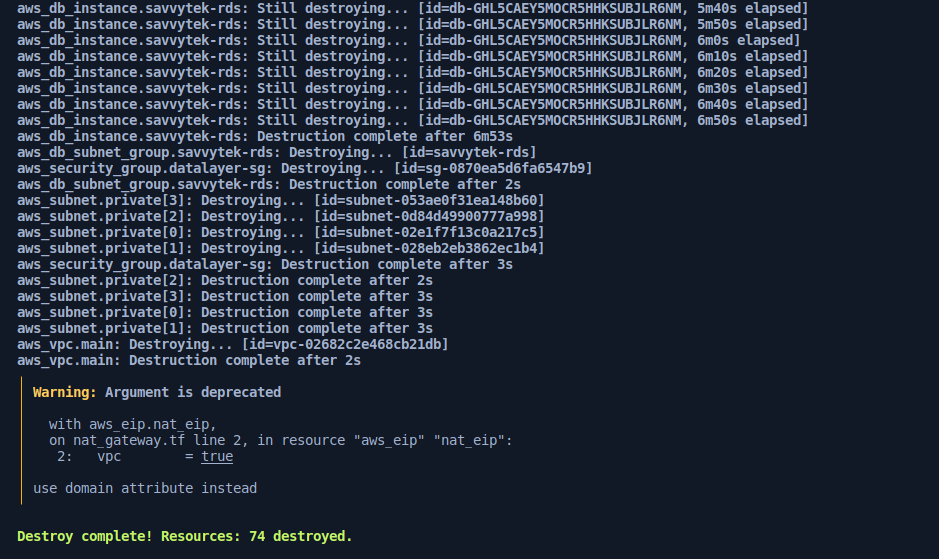 aws_db_instance.savvytek-rds: Still destroying... [id=db-GHL5CAEY5MOCR5HHKSUBJLR6NM, 5m40s elapsed]
aws_db_instance.savvytek-rds: Still destroying... [id=db-GHL5CAEY5MOCR5HHKSUBJLR6NM, 5m50s elapsed]
aws_db_instance.savvytek-rds: Still destroying... [id=db-GHL5CAEY5MOCR5HHKSUBJLR6NM, 6m0s elapsed]
aws_db_instance.savvytek-rds: Still destroying... [id=db-GHL5CAEY5MOCR5HHKSUBJLR6NM, 6m10s elapsed]
aws_db_instance.savvytek-rds: Still destroying... [id=db-GHL5CAEY5MOCR5HHKSUBJLR6NM, 6m20s elapsed]
aws_db_instance.savvytek-rds: Still destroying... [id=db-GHL5CAEY5MOCR5HHKSUBJLR6NM, 6m30s elapsed]
aws_db_instance.savvytek-rds: Still destroying... [id=db-GHL5CAEY5MOCR5HHKSUBJLR6NM, 6m40s elapsed]
aws_db_instance.savvytek-rds: Still destroying... [id=db-GHL5CAEY5MOCR5HHKSUBJLR6NM, 6m50s elapsed]
aws_db_instance.savvytek-rds: Destruction complete after 6m53s
aws_db_subnet_group.savvytek-rds: Destroying... [id=savvytek-rds]
aws_security_group.datalayer-sg: Destroying... [id=sg-0870ea5d6fa6547b9]
aws_db_subnet_group.savvytek-rds: Destruction complete after 2s
aws_subnet.private[3]: Destroying... [id=subnet-053ae0f31ea148b60]
aws_subnet.private[2]: Destroying... [id=subnet-0d84d49900777a998]
aws_subnet.private[0]: Destroying... [id=subnet-02e1f7f13c0a217c5]
aws_subnet.private[1]: Destroying... [id=subnet-028eb2eb3862ec1b4]
aws_security_group.datalayer-sg: Destruction complete after 3s
aws_subnet.private[2]: Destruction complete after 2s
aws_subnet.private[3]: Destruction complete after 3s
aws_subnet.private[0]: Destruction complete after 3s
aws_subnet.private[1]: Destruction complete after 3s
aws_vpc.main: Destroying... [id=vpc-02682c2e468cb21db]
aws_vpc.main: Destruction complete after 2s
Warning: Argument is deprecated
with aws_eip.nat_eip,
on nat_gateway.tf line 2, in resource "aws_eip" "nat_eip":
2: vpc = true
use domain attribute instead
Destroy complete! Resources: 74 destroyed.